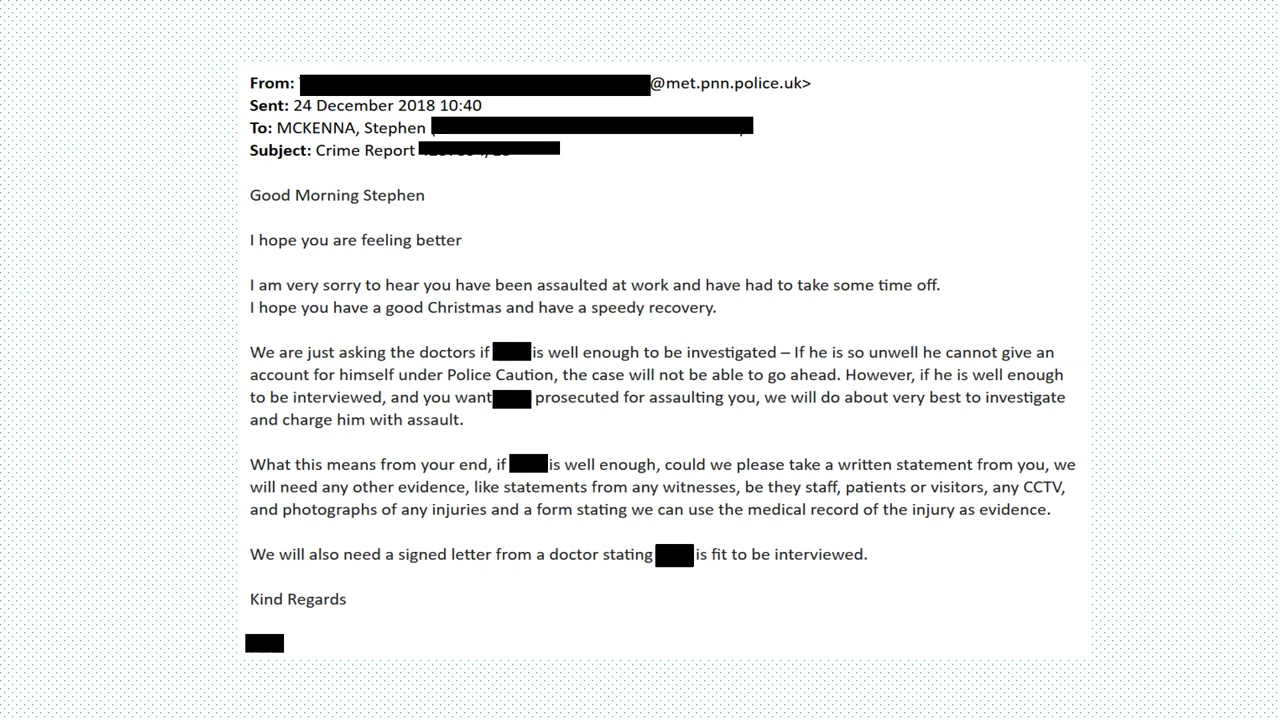 From: @met.pnn.police.uk>
Sent: 24 December 2018 10:40
To: MCKENNA, Stephen
Subject: Crime Report
Good Morning Stephen
I hope you are feeling better
I am very sorry to hear you have been assaulted at work and have had to take some time off.
I hope you have a good Christmas and have a speedy recovery.
We are just asking the doctors if is well enough to be investigated – If he is so unwell he cannot give an
account for himself under Police Caution, the case will not be able to go ahead. However, if he is well enough
to be interviewed, and you want prosecuted for assaulting you, we will do about very best to investigate
and charge him with assault.
What this means from your end, if is well enough, could we please take a written statement from you, we
will need any other evidence, like statements from any witnesses, be they staff, patients or visitors, any CCTV,
and photographs of any injuries and a form stating we can use the medical record of the injury as evidence.
We will also need a signed letter from a doctor stating is fit to be interviewed.
Kind Regards